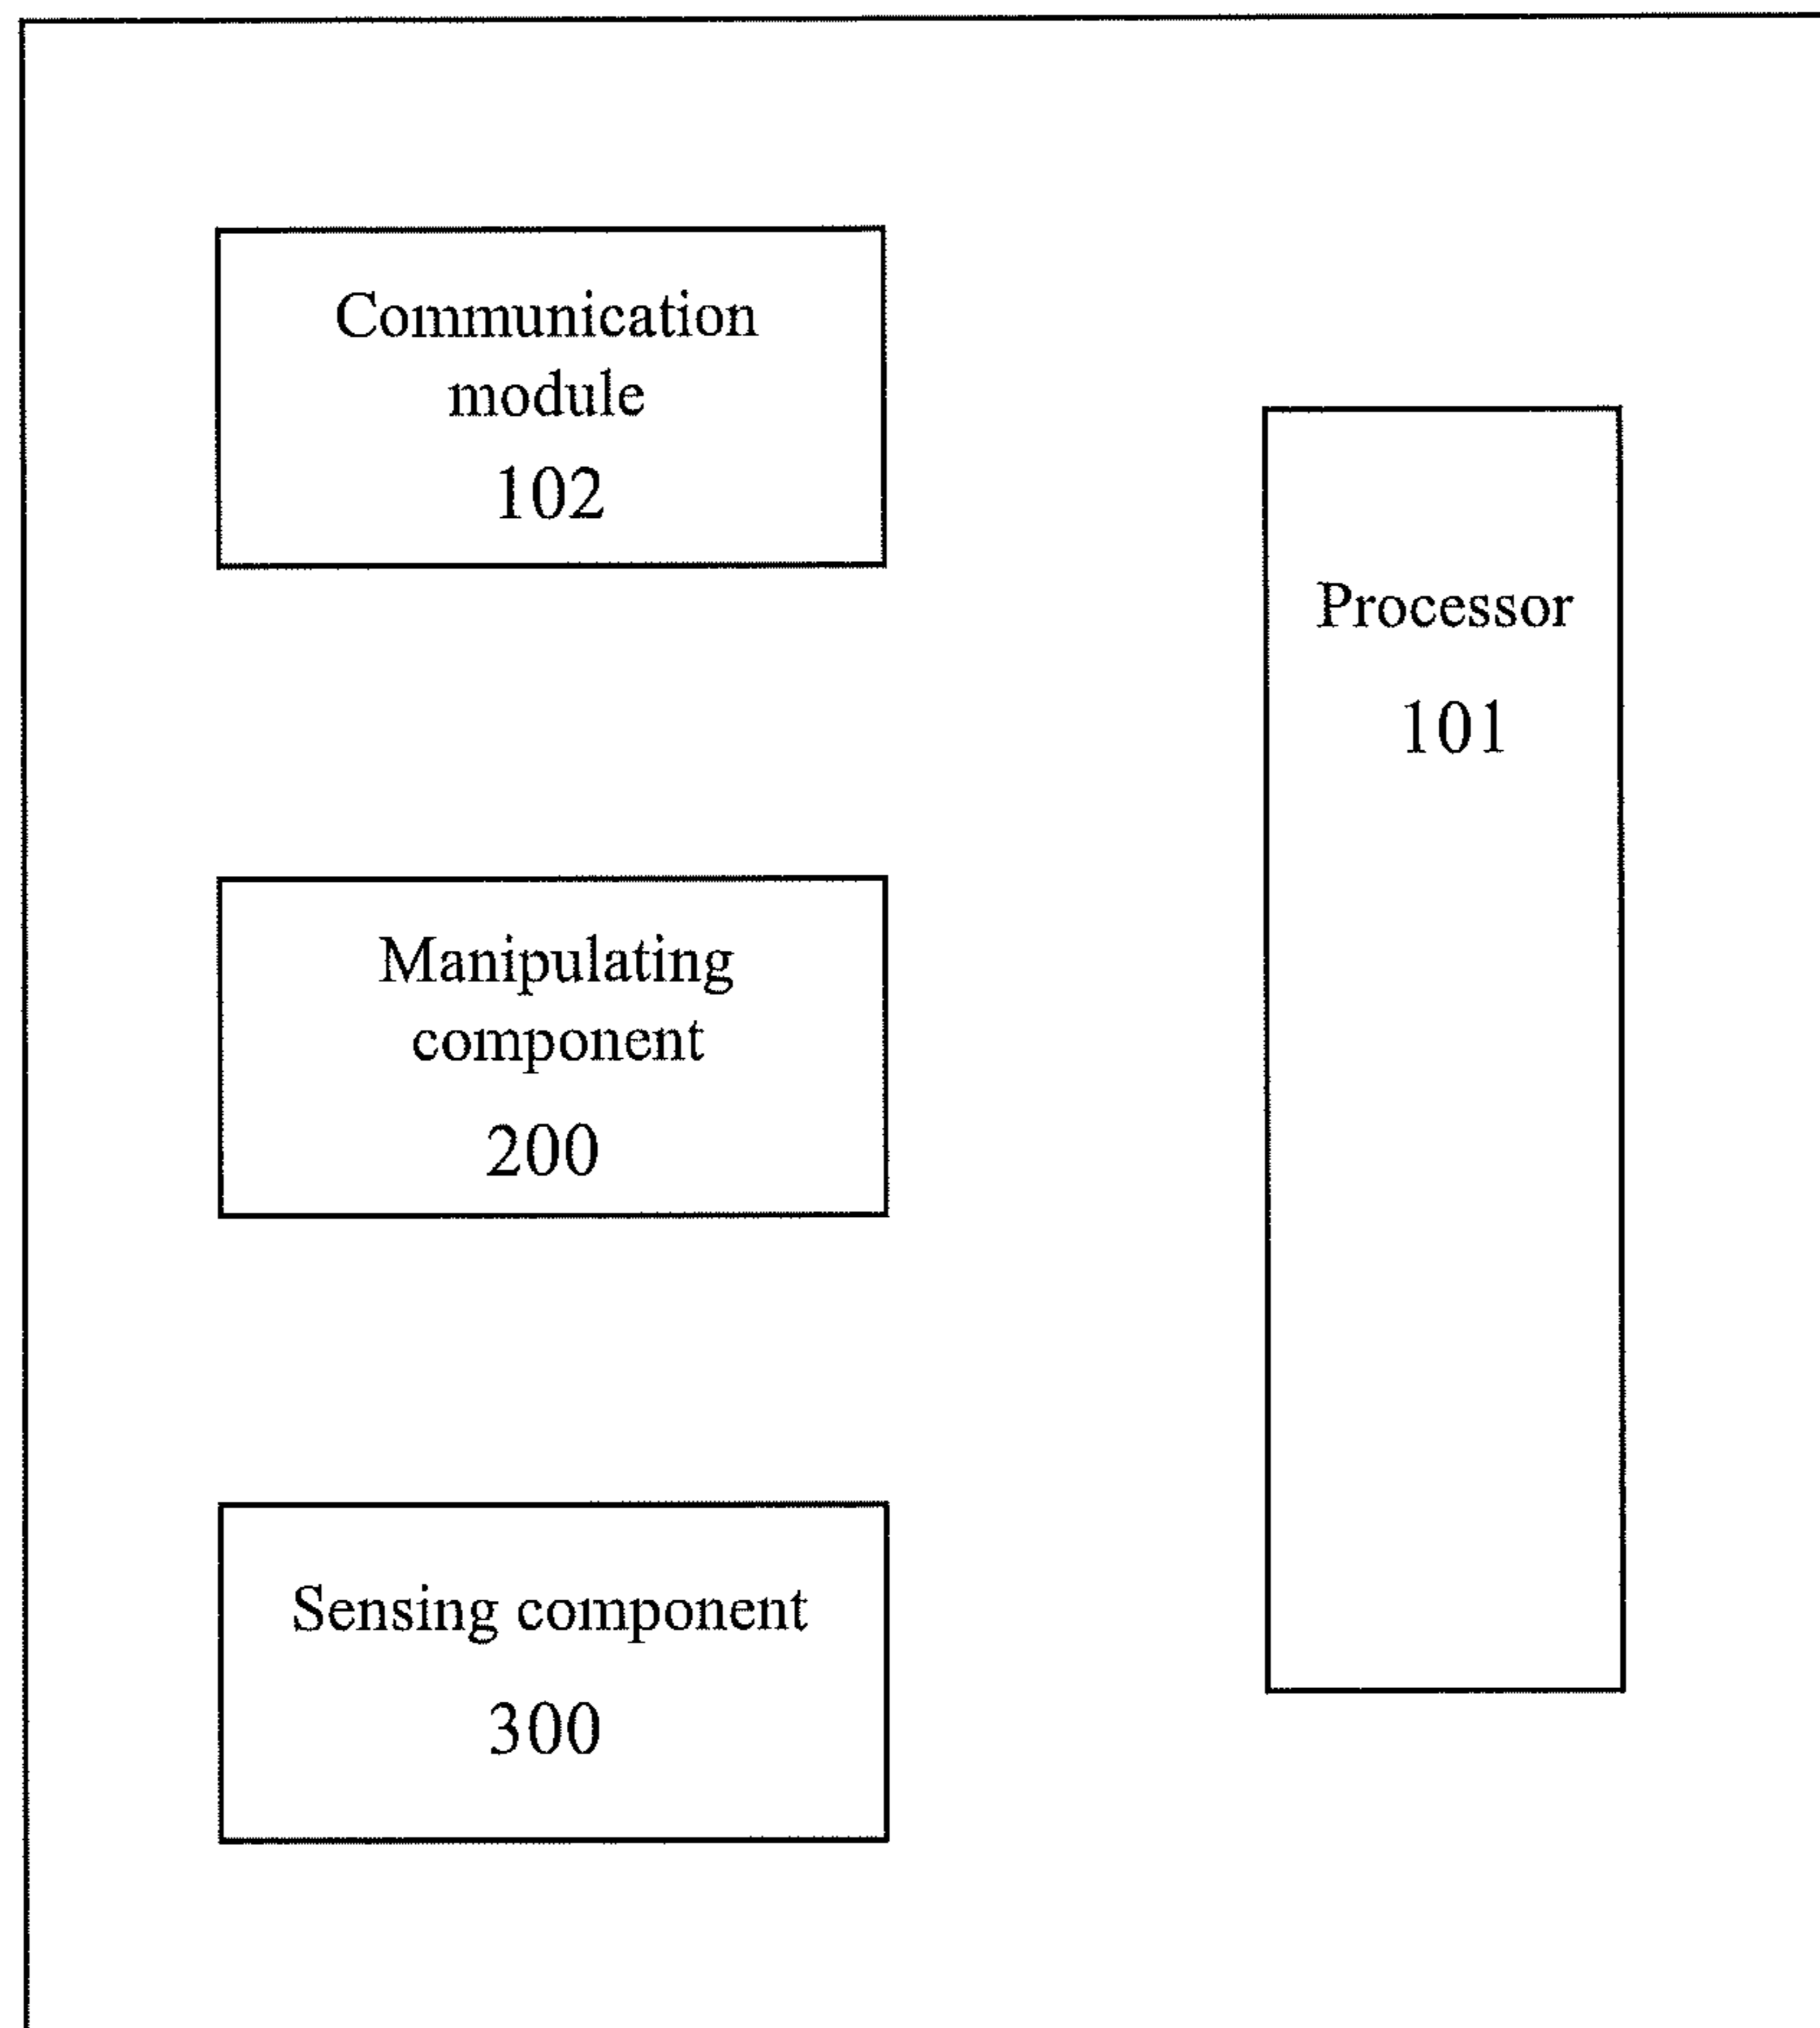 Communication
module
102
Processor
101
Manipulating
component
200
Sensing component
300